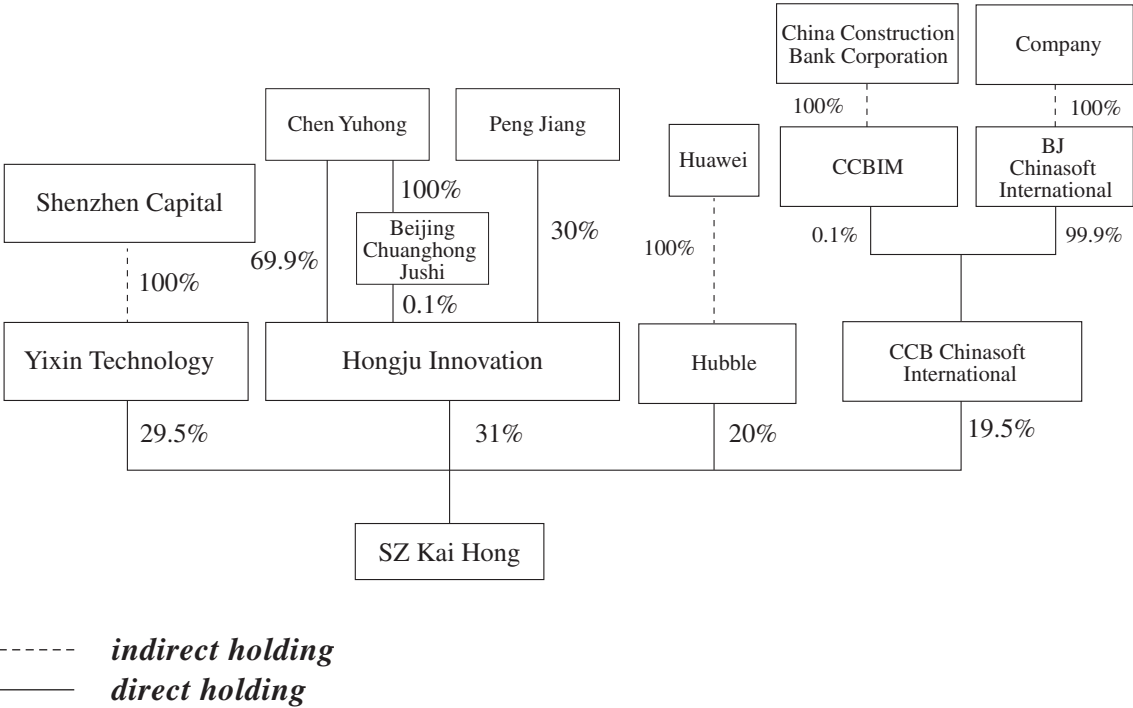 China Construction
Bank Corporation
Company
100%
100%
Chen Yuhong
Peng Jiang
Huawei
CCBIM
BJ
Chinasoft
International
Shenzhen Capital
100%
Beijing
Chuanghong
Jushi
30%
69.9%
100%
0.1%
99.9%
100%
0.1%
Yixin Technology
Hongju Innovation
Hubble
CCB Chinasoft
International
29.5%
31%
20%
19.5%
SZ Kai Hong
indirect holding
direct holding